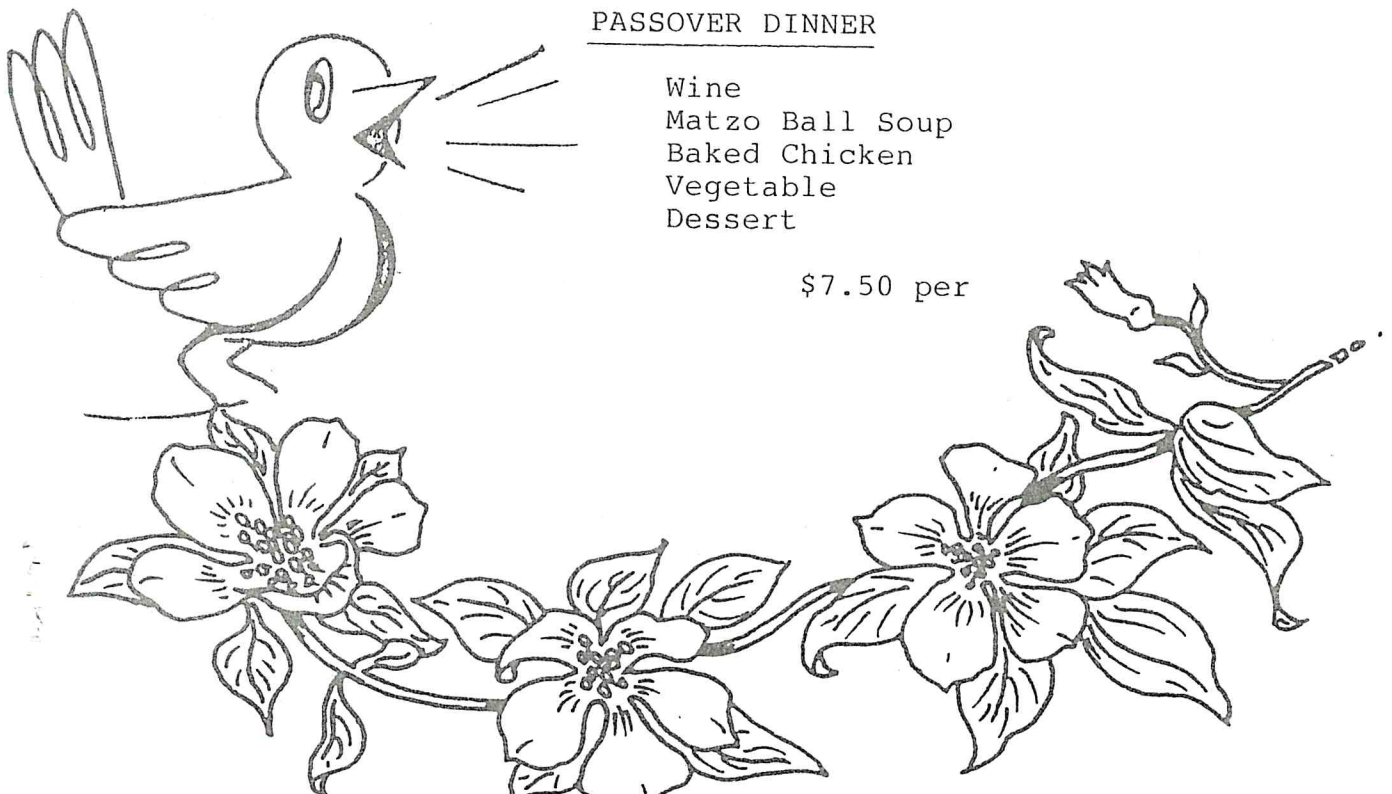 PASSOVER DINNER
Wine
Matzo Ball Soup
Baked Chicken
Vegetable
Dessert
$7.50 per